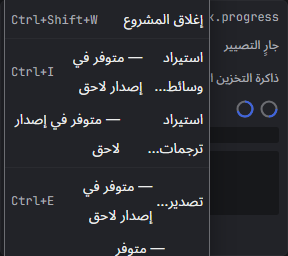 إغلاق المشروع Ctrl+Shift+W
استيراد — متوفر في
وسائط... إصدار لاحق Ctrl+I
استيراد — متوفر في إصدار
ترجمات... لاحق
— متوفر في
تصدير... إصدار لاحق Ctrl+E
— متوفر
x.progress
جارٍ التصيير
ذاكرة التخزين ا